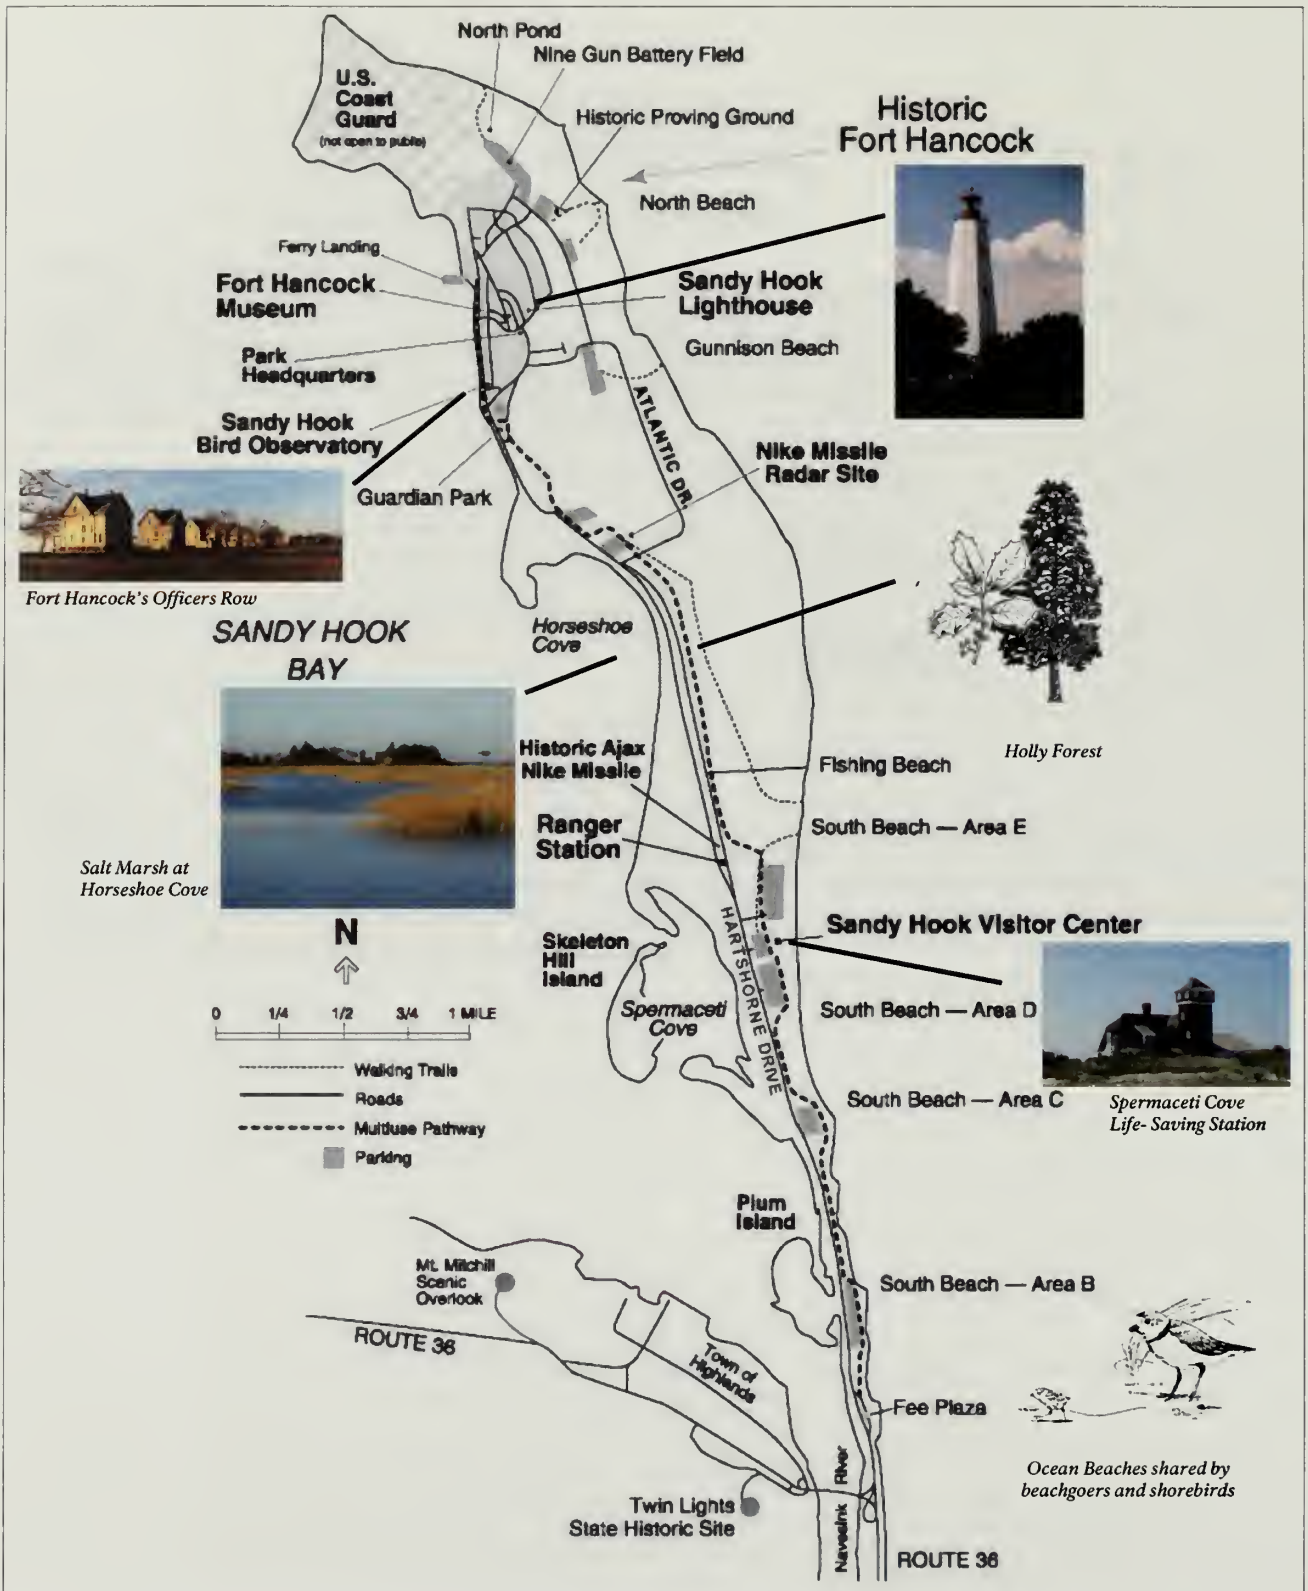 North Pond
Nine Gun Battery Field
U.S.
Coast
Guard
(not open to public)
Historic Proving Ground
Historic
Fort Hancock
North Beach
Ferry Landing
Fort Hancock
Museum
Sandy Hook
Lighthouse
Park
Headquarters
Gunnison Beach
Sandy Hook
Bird Observatory
ATLANTIC DR.
Nike Missile
Radar Site
Guardian Park
Fort Hancock's Officers Row
SANDY HOOK
BAY
Horseshoe
Cove
Holly Forest
Historic Ajax
Nike Missile
Fishing Beach
Ranger
Station
South Beach — Area E
Salt Marsh at
Horseshoe Cove
N
HARTSHORNE DRIVE
Sandy Hook Visitor Center
Skeleton
Hill
Island
Spermaceti
Cove
South Beach — Area D
0 1/4 1/2 3/4 1 MILE
Walking Trails
Roads
Multiuse Pathway
Parking
South Beach — Area C
Spermaceti Cove
Life- Saving Station
Plum
Island
Mt. Mitchill
Scenic
Overlook
South Beach — Area B
ROUTE 36
Town of
Highlands
Fee Plaza
Ocean Beaches shared by
beachgoers and shorebirds
Twin Lights
State Historic Site
Navesink River
ROUTE 36